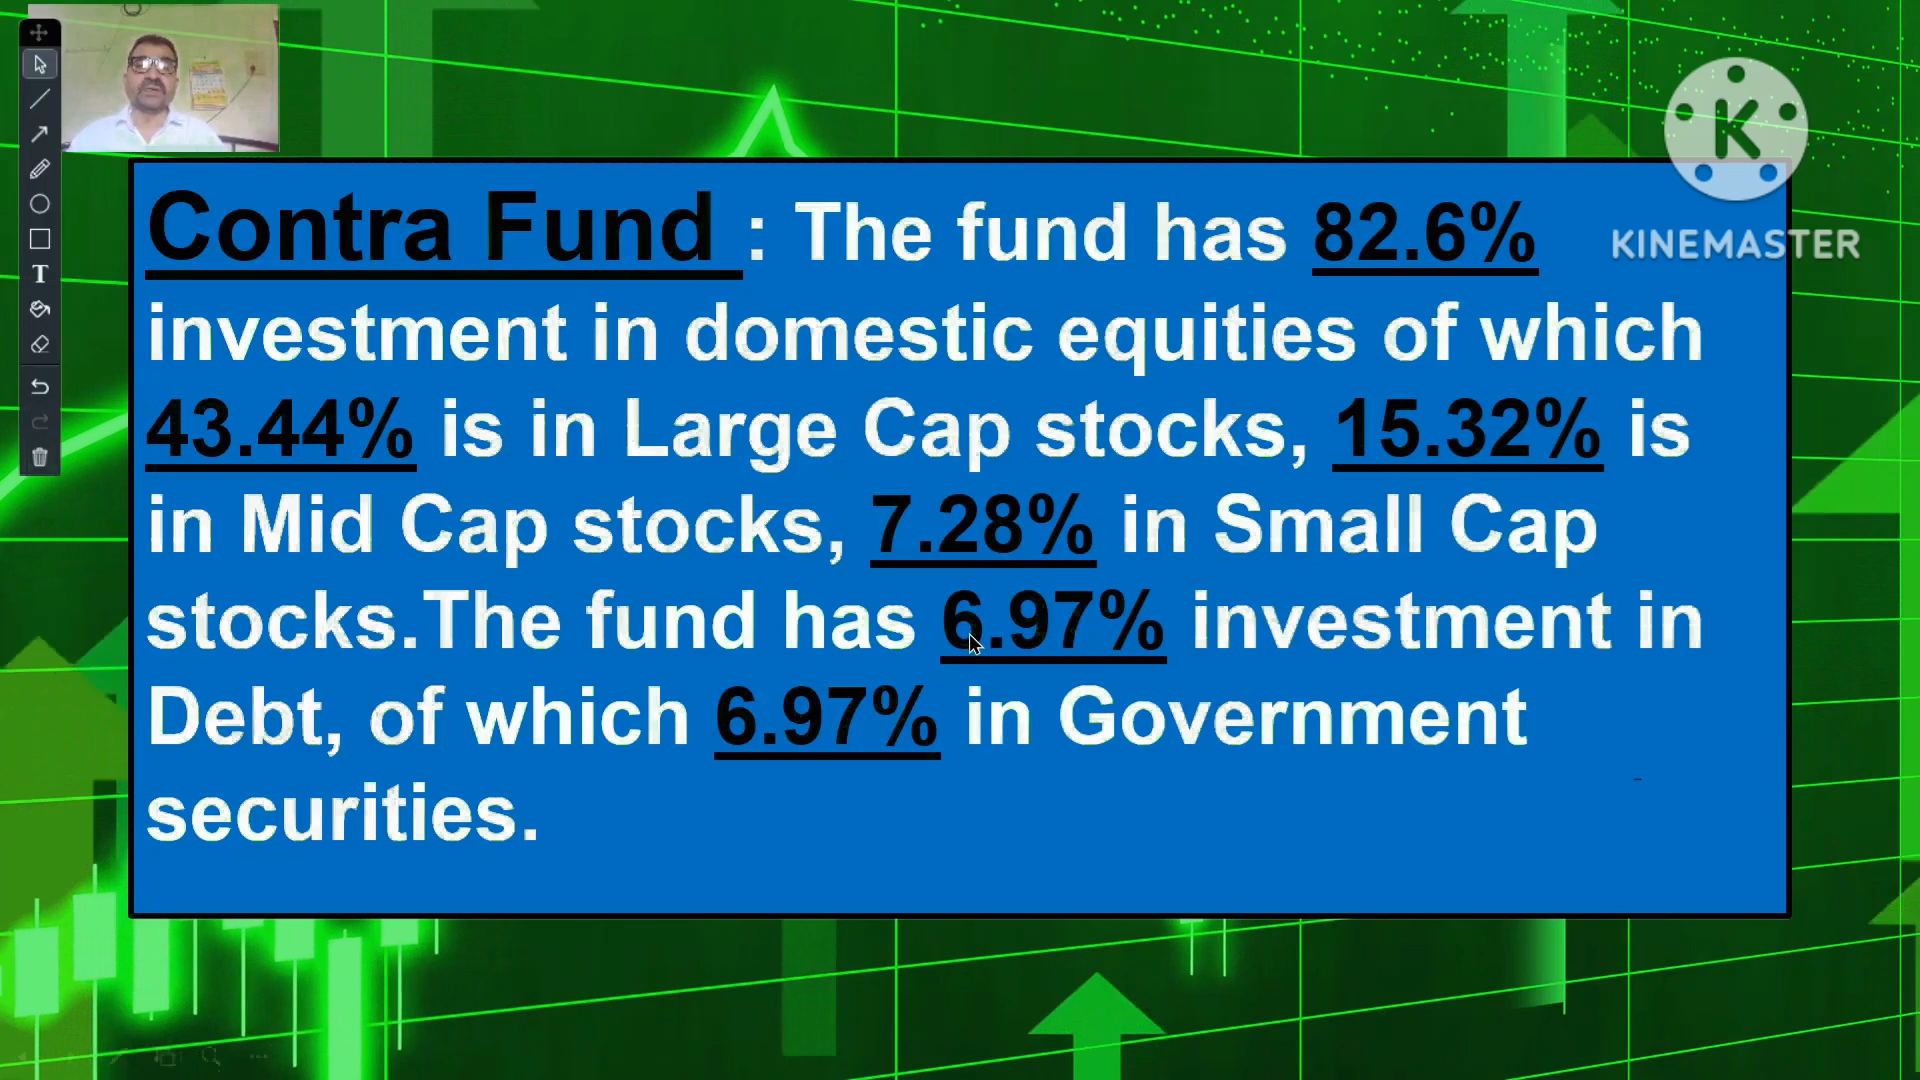 Contra Fund : The fund has 82.6%
investment in domestic equities of which
43.44% is in Large Cap stocks, 15.32% is
in Mid Cap stocks, 7.28% in Small Cap
stocks.The fund has 6.97% investment in
Debt, of which 6.97% in Government
securities.
K
KINEMASTER
T